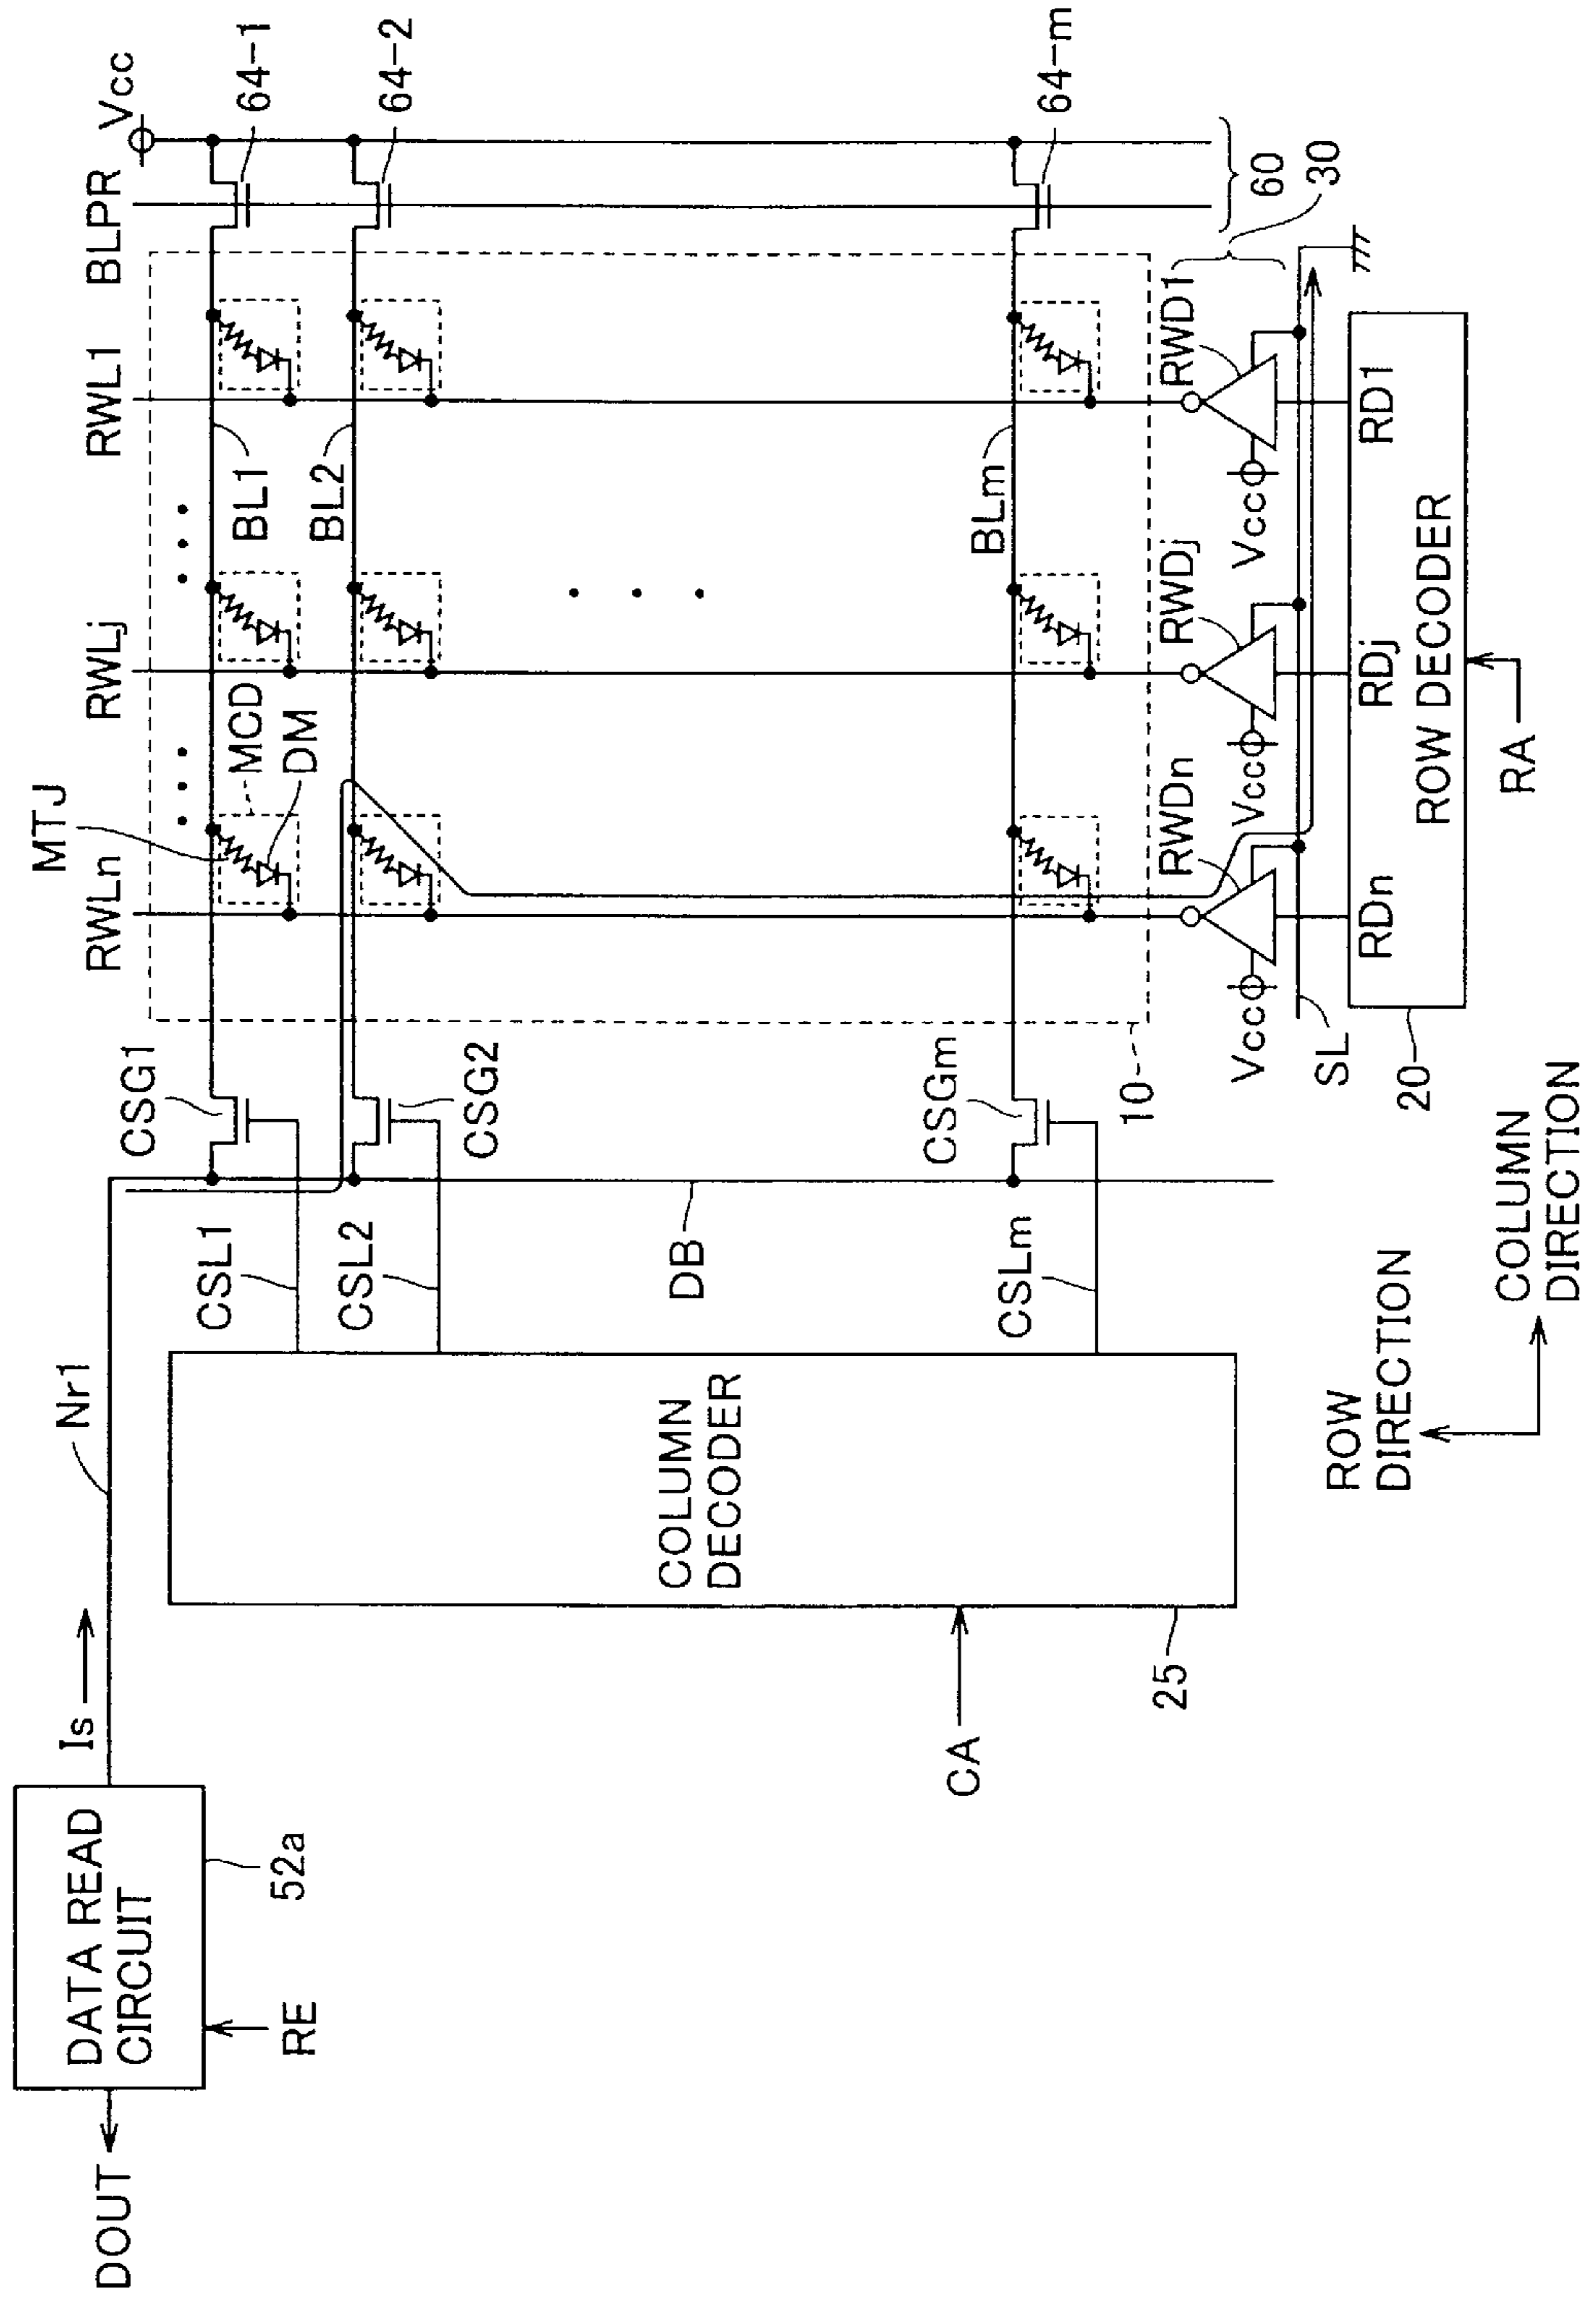 DOUT
DATA READ
CIRCUIT
52a
RE
Is
Nr1
CA
25
COLUMN
DECODER
CSL1
CSL2
CSLm
DB
CSG1
CSG2
CSGm
10
MTJ
MCD
DM
RWLn
RWLj
RWL1
BLPR
Vcc
BL1
BL2
BLm
64-1
64-2
64-m
60
30
RWDn
RWDj
RWD1
Vcc
Vcc
Vcc
SL
20
RDn
RDj
RD1
ROW DECODER
RA
ROW
DIRECTION
COLUMN
DIRECTION